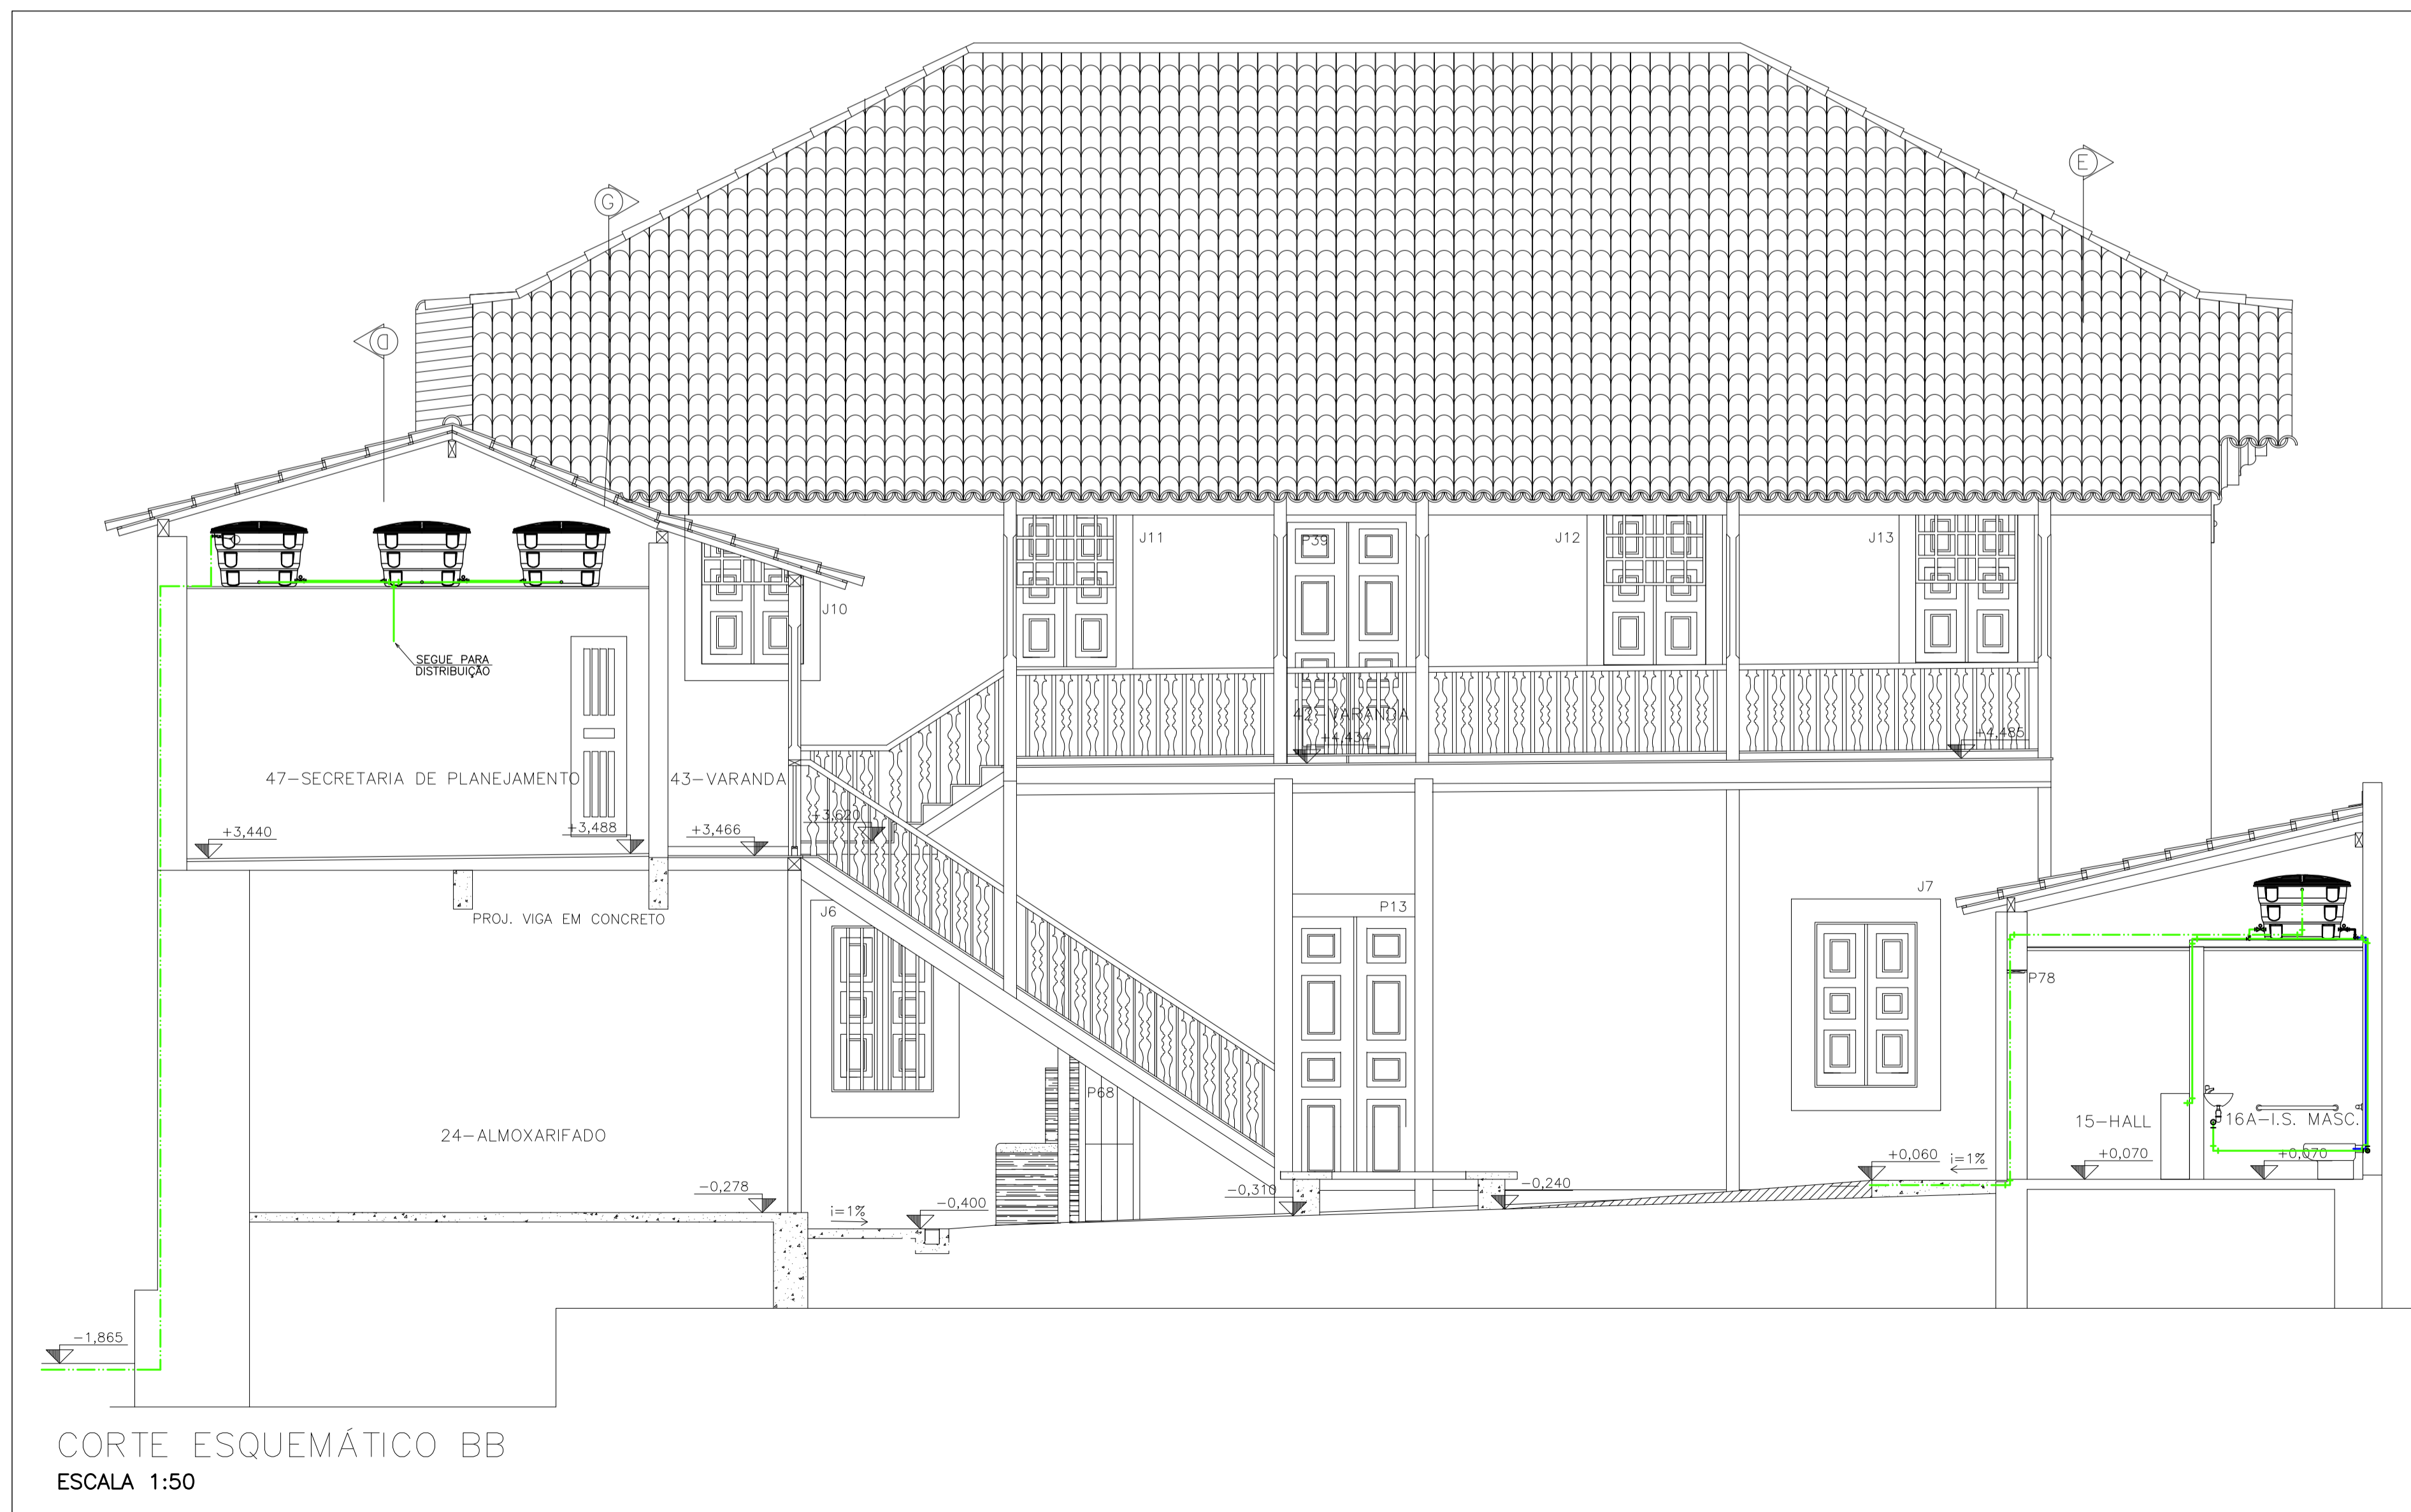 E
G
D
J11
P39
J12
J13
J10
SEGUE PARA
DISTRIBUIÇÃO
42-VARANDA
+4,434
+4,485
47-SECRETARIA DE PLANEJAMENTO
43-VARANDA
+3,440
+3,488
+3,466
+3,620
PROJ. VIGA EM CONCRETO
J6
P13
J7
P78
P68
24-ALMOXARIFADO
15-HALL
16A-I.S. MASC.
+0,060
i=1%
+0,070
+0,070
-0,278
i=1%
-0,400
-0,310
-0,240
-1,865
CORTE ESQUEMÁTICO BB
ESCALA 1:50